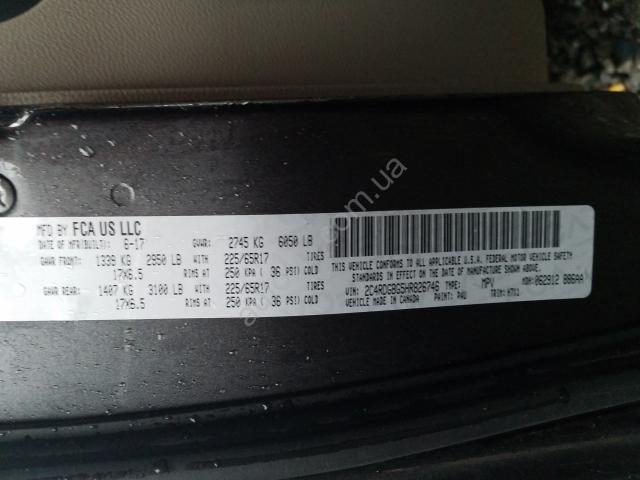 MFD BY FCA US LLC
DATE OF MFR(BUILT): 6-17 GVWR: 2745 KG 6050 LB
GAWR FRONT: 1339 KG 2950 LB WITH 225/65R17 TIRES
17X6.5 RIMS AT 250 KPA ( 36 PSI) COLD
GAWR REAR: 1407 KG 3100 LB WITH 225/65R17 TIRES
17X6.5 RIMS AT 250 KPA ( 36 PSI) COLD
THIS VEHICLE CONFORMS TO ALL APPLICABLE U.S.A. FEDERAL MOTOR VEHICLE SAFETY
STANDARDS IN EFFECT ON THE DATE OF MANUFACTURE SHOWN ABOVE.
VIN: 2C4RDGBG5HR826746 TYPE: MPV MDH: 062912 886AA
VEHICLE MADE IN CANADA PAINT: PAU TRIM: H7X1
.com.ua